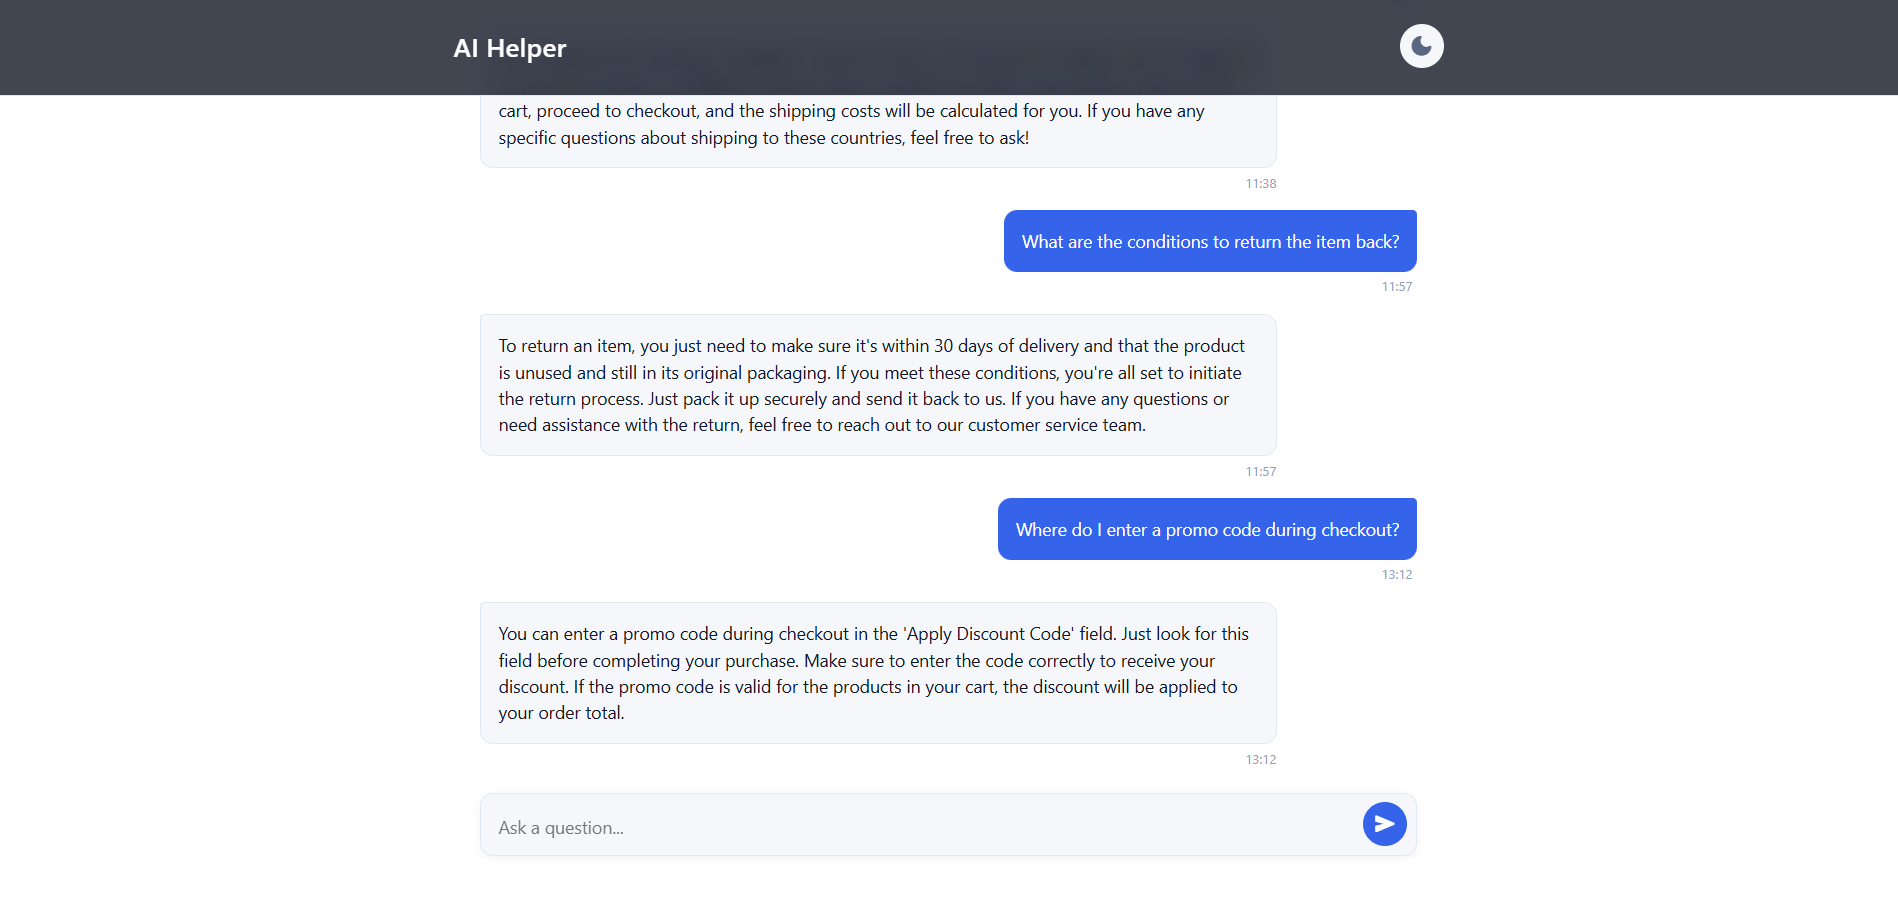 AI Helper
cart, proceed to checkout, and the shipping costs will be calculated for you. If you have any
specific questions about shipping to these countries, feel free to ask!
11:38
What are the conditions to return the item back?
11:57
To return an item, you just need to make sure it's within 30 days of delivery and that the product
is unused and still in its original packaging. If you meet these conditions, you're all set to initiate
the return process. Just pack it up securely and send it back to us. If you have any questions or
need assistance with the return, feel free to reach out to our customer service team.
11:57
Where do I enter a promo code during checkout?
13:12
You can enter a promo code during checkout in the 'Apply Discount Code' field. Just look for this
field before completing your purchase. Make sure to enter the code correctly to receive your
discount. If the promo code is valid for the products in your cart, the discount will be applied to
your order total.
13:12
Ask a question...